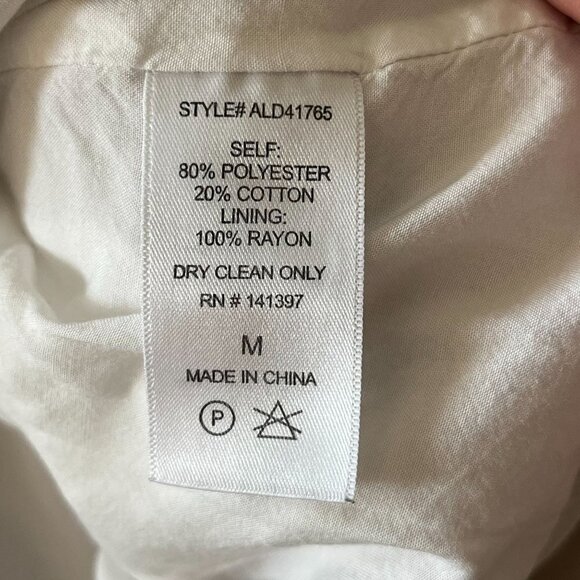 STYLE# ALD41765
SELF:
80% POLYESTER
20% COTTON
LINING:
100% RAYON
DRY CLEAN ONLY
RN # 141397
M
MADE IN CHINA
P